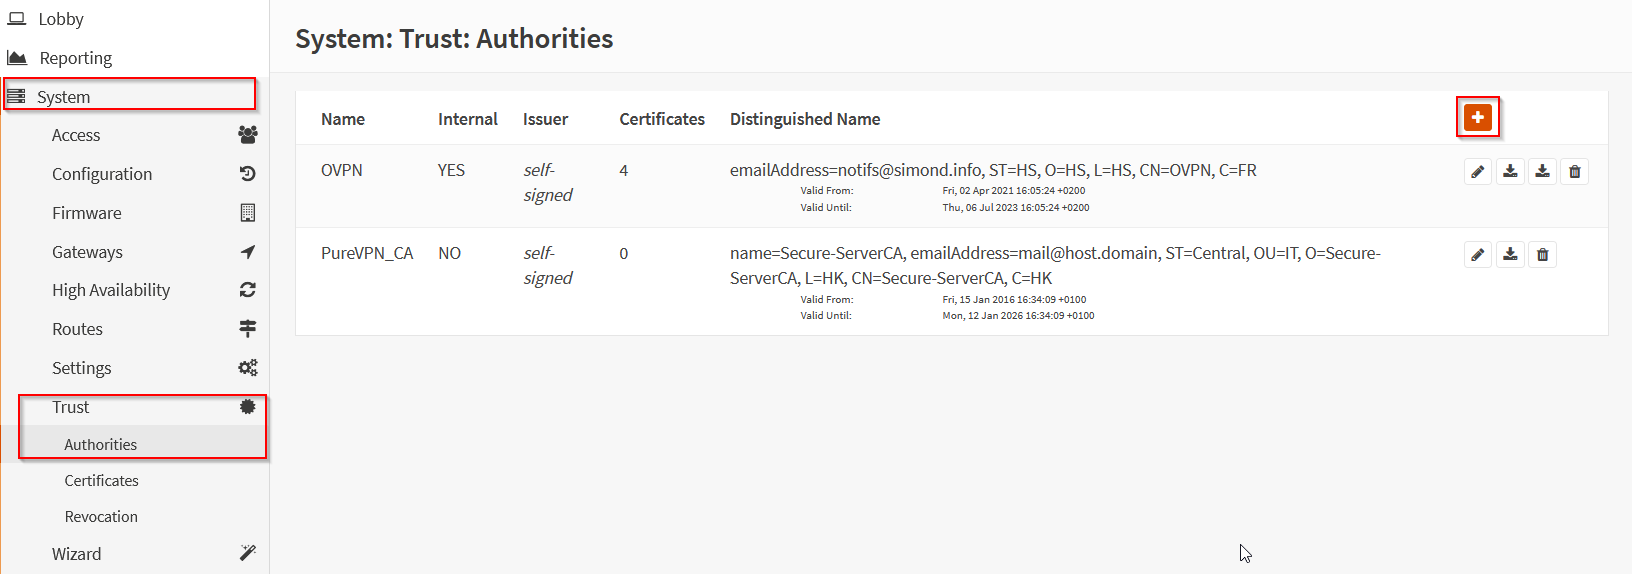 Lobby
Reporting
System
Access
Configuration
Firmware
Gateways
High Availability
Routes
Settings
Trust
Authorities
Certificates
Revocation
Wizard
System: Trust: Authorities
Name Internal Issuer Certificates Distinguished Name
OVPN YES self-signed 4 emailAddress=notifs@simond.info, ST=HS, O=HS, L=HS, CN=OVPN, C=FR
Valid From: Fri, 02 Apr 2021 16:05:24 +0200
Valid Until: Thu, 06 Jul 2023 16:05:24 +0200
PureVPN_CA NO self-signed 0 name=Secure-ServerCA, emailAddress=mail@host.domain, ST=Central, OU=IT, O=Secure-
ServerCA, L=HK, CN=Secure-ServerCA, C=HK
Valid From: Fri, 15 Jan 2016 16:34:09 +0100
Valid Until: Mon, 12 Jan 2026 16:34:09 +0100